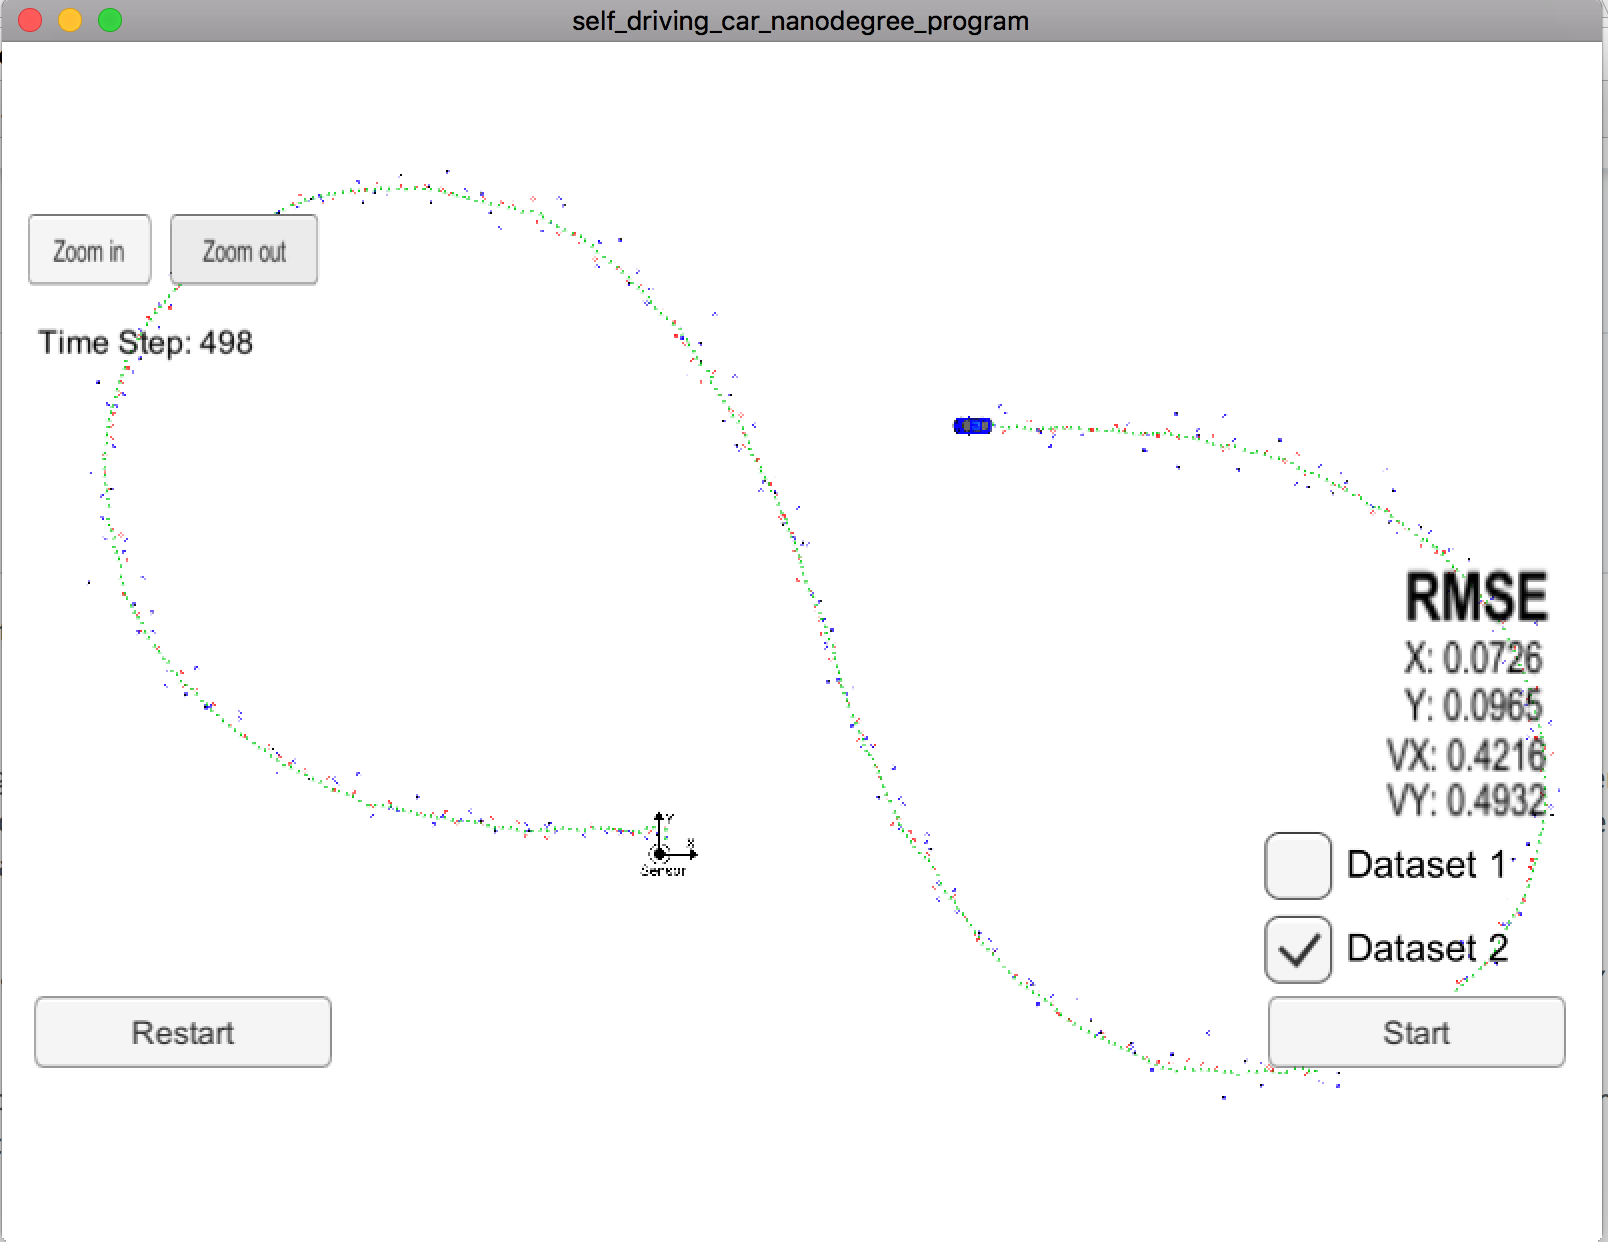 self_driving_car_nanodegree_program
Zoom in
Zoom out
Time Step: 498
RMSE
X: 0.0726
Y: 0.0965
VX: 0.4216
VY: 0.4932
Y
X
Sensor
Dataset 1
Dataset 2
Restart
Start